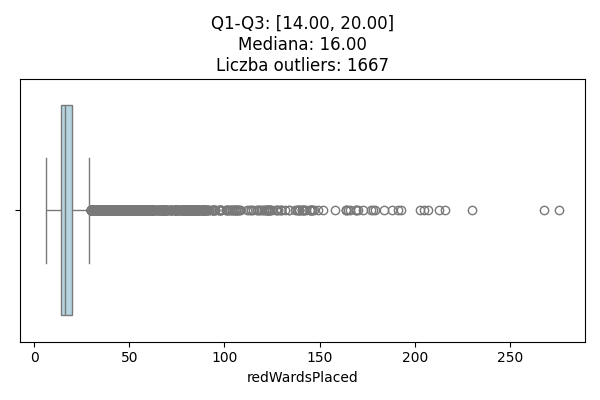 Q1-Q3: [14.00, 20.00]
Mediana: 16.00
Liczba outliers: 1667
0 50 100 150 200 250
redWardsPlaced